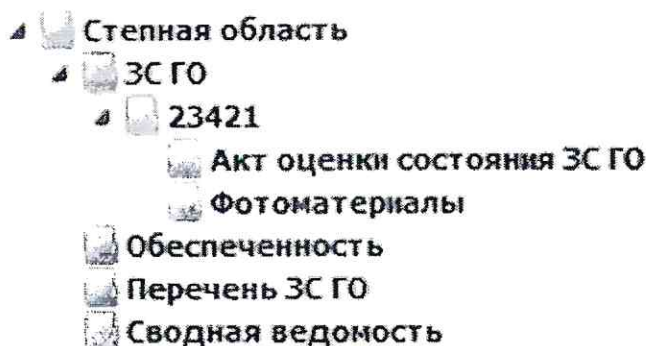 Степная область
ЗС ГО
23421
Акт оценки состояния ЗС ГО
Фотоматериалы
Обеспеченность
Перечень ЗС ГО
Сводная ведомость